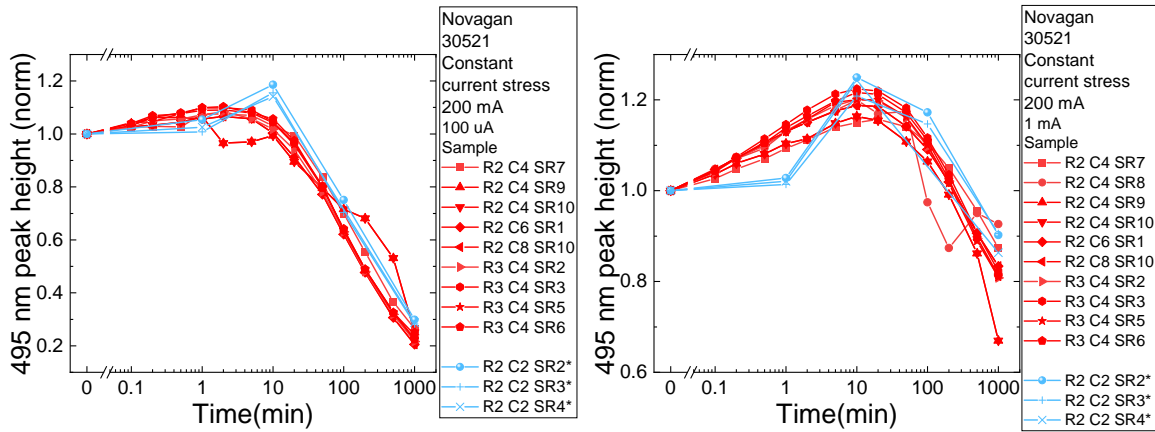 495 nm peak height (norm)
1.2
1.0
0.8
0.6
0.4
0.2
0
0.1
1
10
100
1000
Time(min)
Novagan
30521
Constant
current stress
200 mA
100 uA
Sample
R2 C4 SR7
R2 C4 SR9
R2 C4 SR10
R2 C6 SR1
R2 C8 SR10
R3 C4 SR2
R3 C4 SR3
R3 C4 SR5
R3 C4 SR6
R2 C2 SR2*
R2 C2 SR3*
R2 C2 SR4*
495 nm peak height (norm)
1.2
1.0
0.8
0.6
0
0.1
1
10
100
1000
Time(min)
Novagan
30521
Constant
current stress
200 mA
1 mA
Sample
R2 C4 SR7
R2 C4 SR8
R2 C4 SR9
R2 C4 SR10
R2 C6 SR1
R2 C8 SR10
R3 C4 SR2
R3 C4 SR3
R3 C4 SR5
R3 C4 SR6
R2 C2 SR2*
R2 C2 SR3*
R2 C2 SR4*